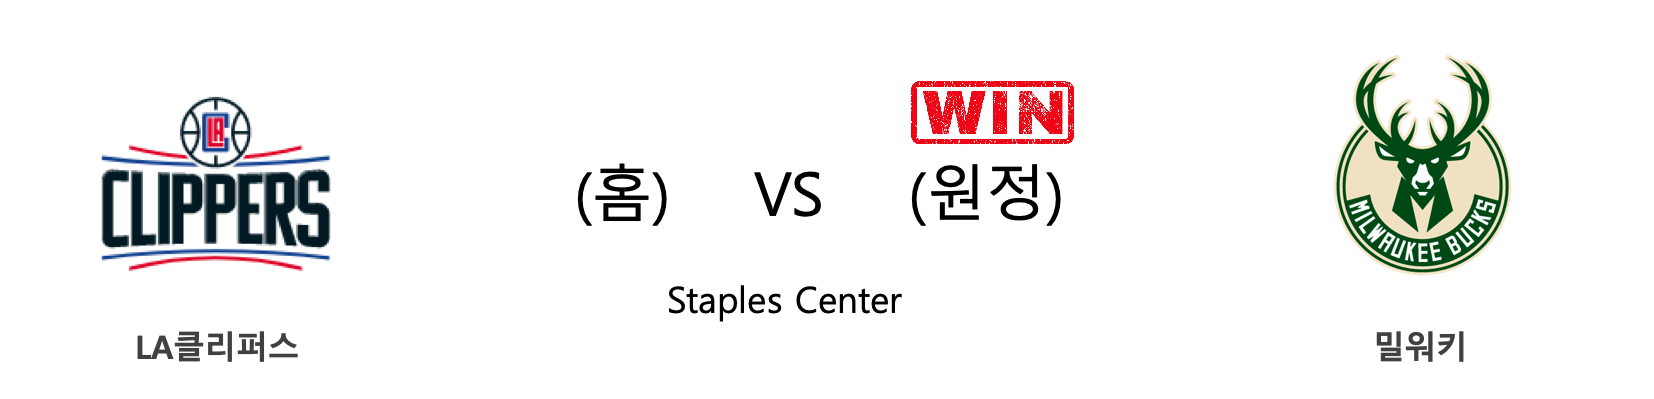 WIN
(홈) VS (원정)
LA
CLIPPERS
MILWAUKEE BUCKS
Staples Center
LA클리퍼스
밀워키